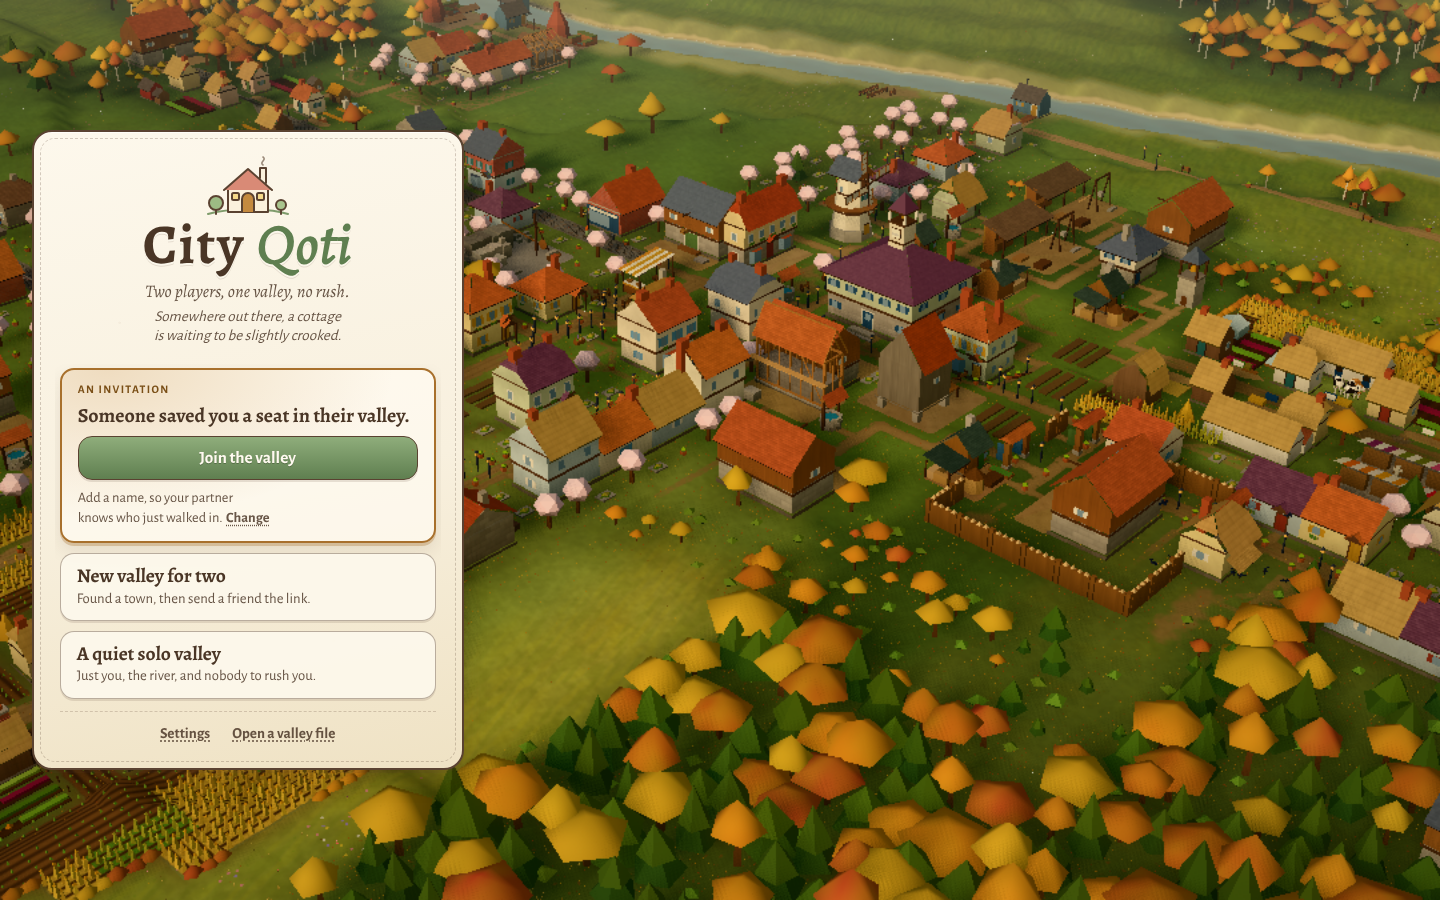 City Qoti
Two players, one valley, no rush.
Somewhere out there, a cottage
is waiting to be slightly crooked.
AN INVITATION
Someone saved you a seat in their valley.
Join the valley
Add a name, so your partner
knows who just walked in. Change
New valley for two
Found a town, then send a friend the link.
A quiet solo valley
Just you, the river, and nobody to rush you.
Settings Open a valley file